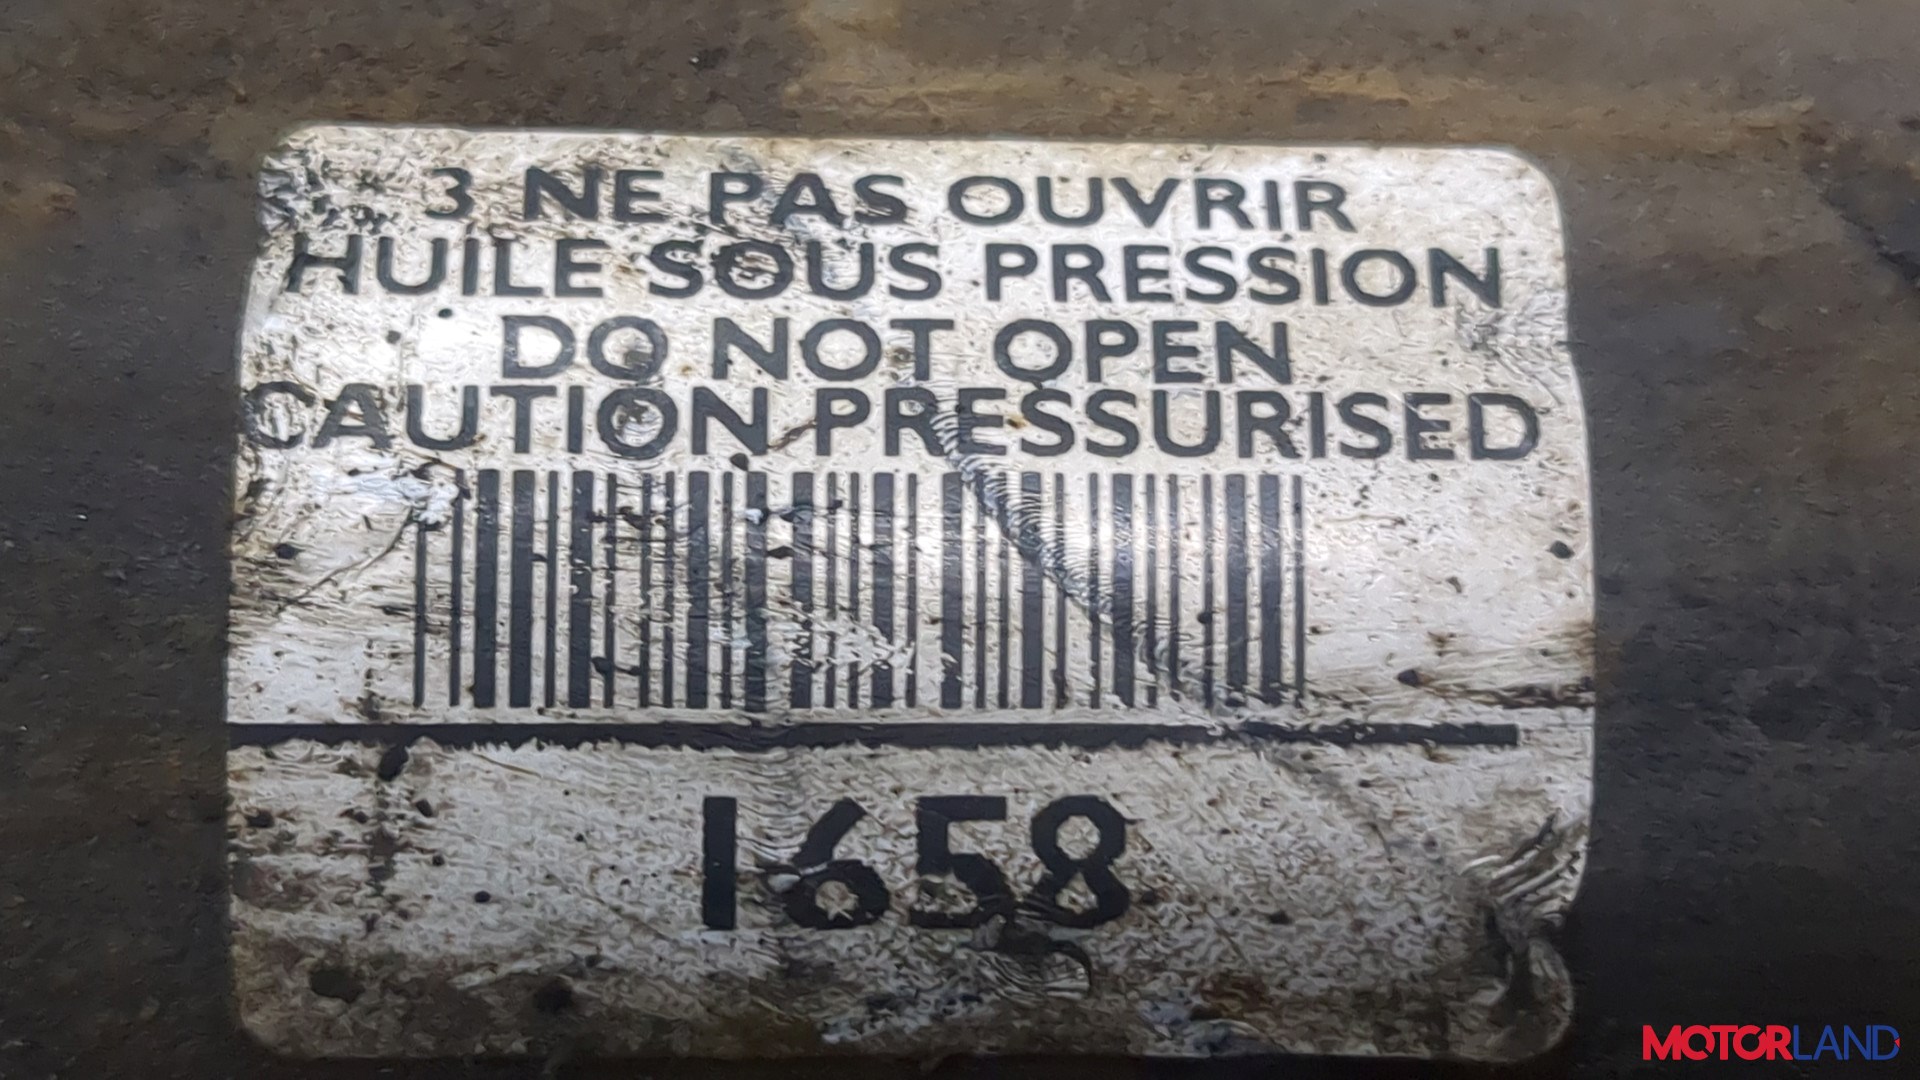 3 NE PAS OUVRIR
HUILE SOUS PRESSION
DO NOT OPEN
CAUTION PRESSURISED
1658
MOTORLAND